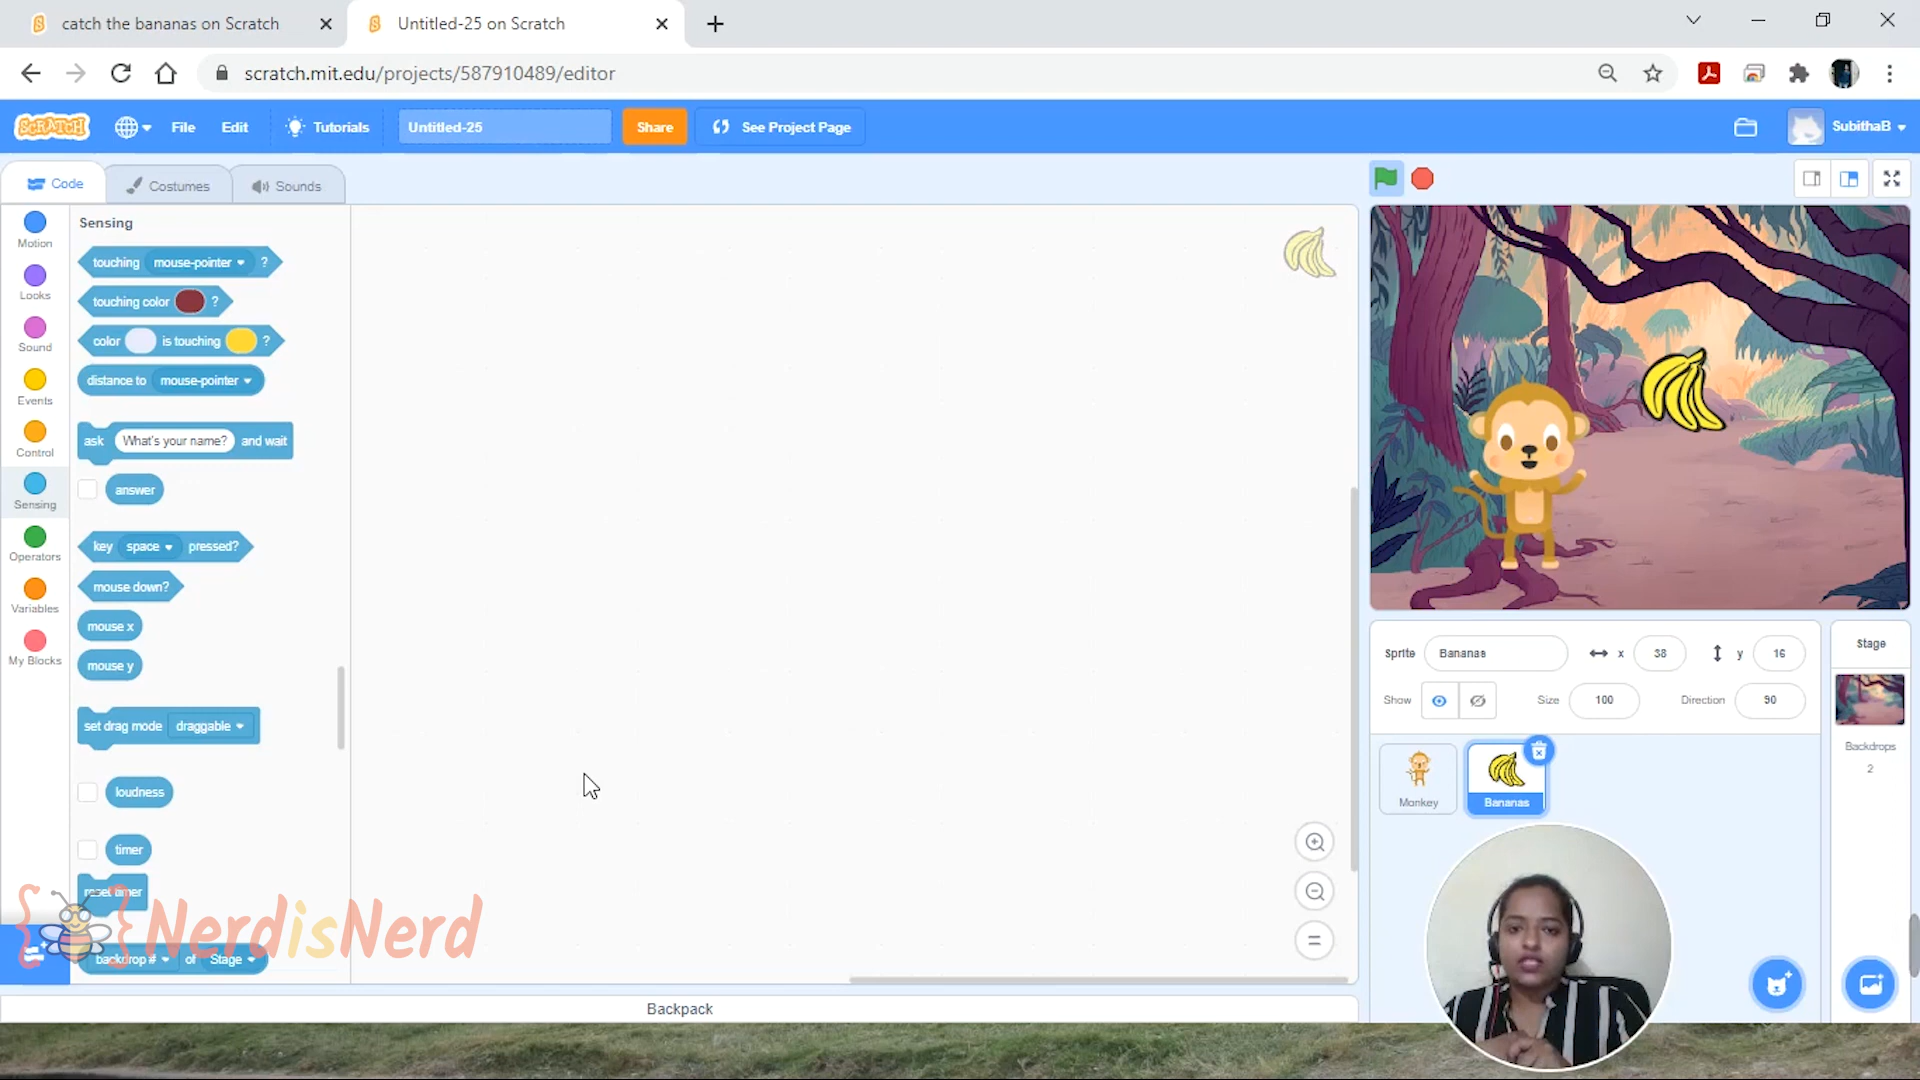 catch the bananas on Scratch
Untitled-25 on Scratch
scratch.mit.edu/projects/587910489/editor
SCRATCH
File
Edit
Tutorials
Untitled-25
Share
See Project Page
SubithaB
Code
Costumes
Sounds
Motion
Looks
Sound
Events
Control
Sensing
Operators
Variables
My Blocks
Sensing
touching mouse-pointer ?
touching color ?
color is touching ?
distance to mouse-pointer
ask What's your name? and wait
answer
key space pressed?
mouse down?
mouse x
mouse y
set drag mode draggable
loudness
timer
reset timer
backdrop # of Stage
{NerdisNerd
Backpack
Sprite Bananas x 38 y 16
Show Size 100 Direction 90
Monkey
Bananas
Stage
Backdrops
2